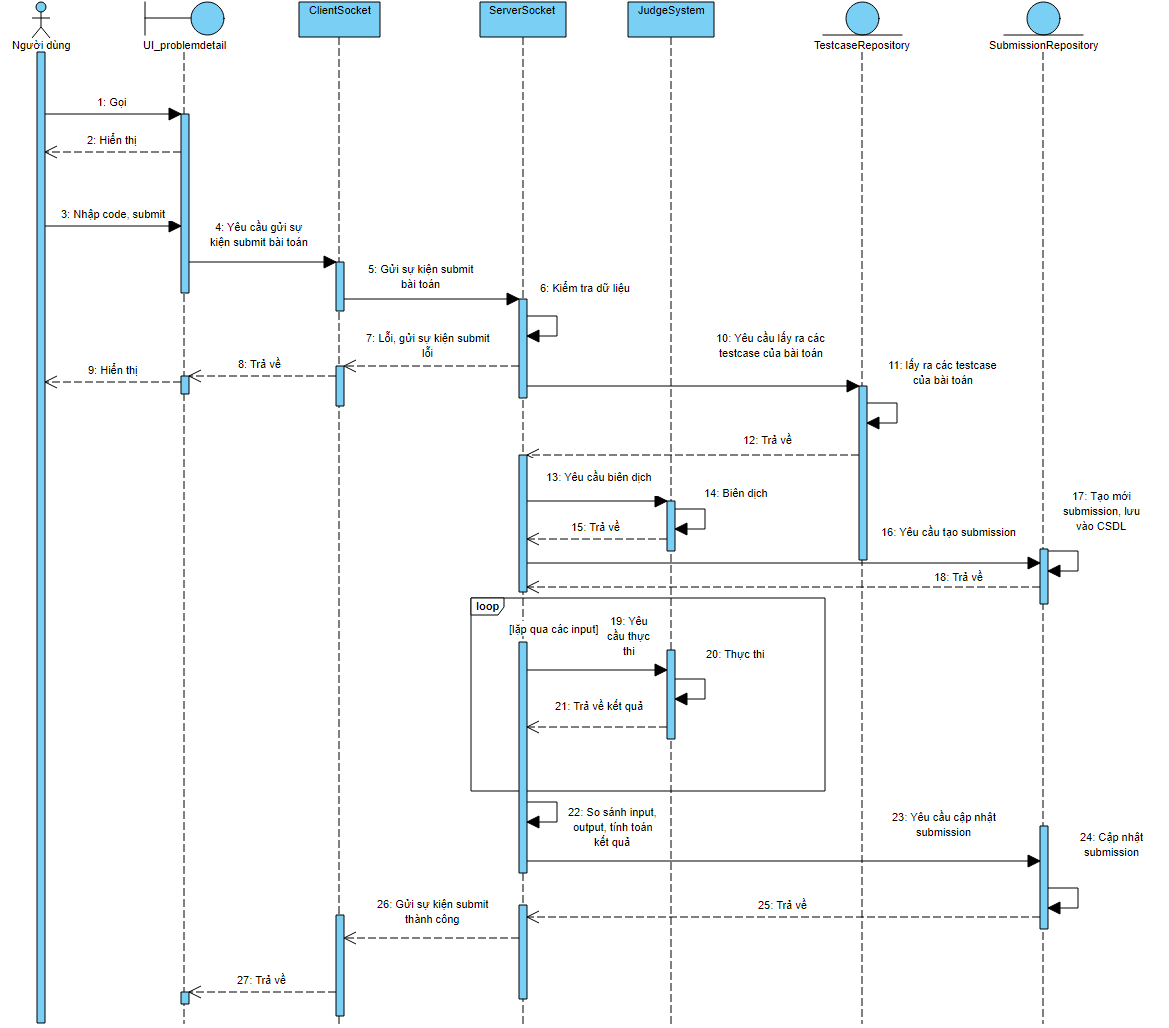 ClientSocket
ServerSocket
JudgeSystem
Người dùng
UI_problemdetail
TestcaseRepository
SubmissionRepository
1: Gọi
2: Hiển thị
3: Nhập code, submit
4: Yêu cầu gửi sự
kiện submit bài toán
5: Gửi sự kiện submit
bài toán
6: Kiểm tra dữ liệu
7: Lỗi, gửi sự kiện submit
lỗi
8: Trả về
9: Hiển thị
10: Yêu cầu lấy ra các
testcase của bài toán
11: lấy ra các testcase
của bài toán
12: Trả về
13: Yêu cầu biên dịch
14: Biên dịch
15: Trả về
16: Yêu cầu tạo submission
17: Tạo mới
submission, lưu
vào CSDL
18: Trả về
loop
[lặp qua các input]
19: Yêu
cầu thực
thi
20: Thực thi
21: Trả về kết quả
22: So sánh input,
output, tính toán
kết quả
23: Yêu cầu cập nhật
submission
24: Cập nhật
submission
25: Trả về
26: Gửi sự kiện submit
thành công
27: Trả về